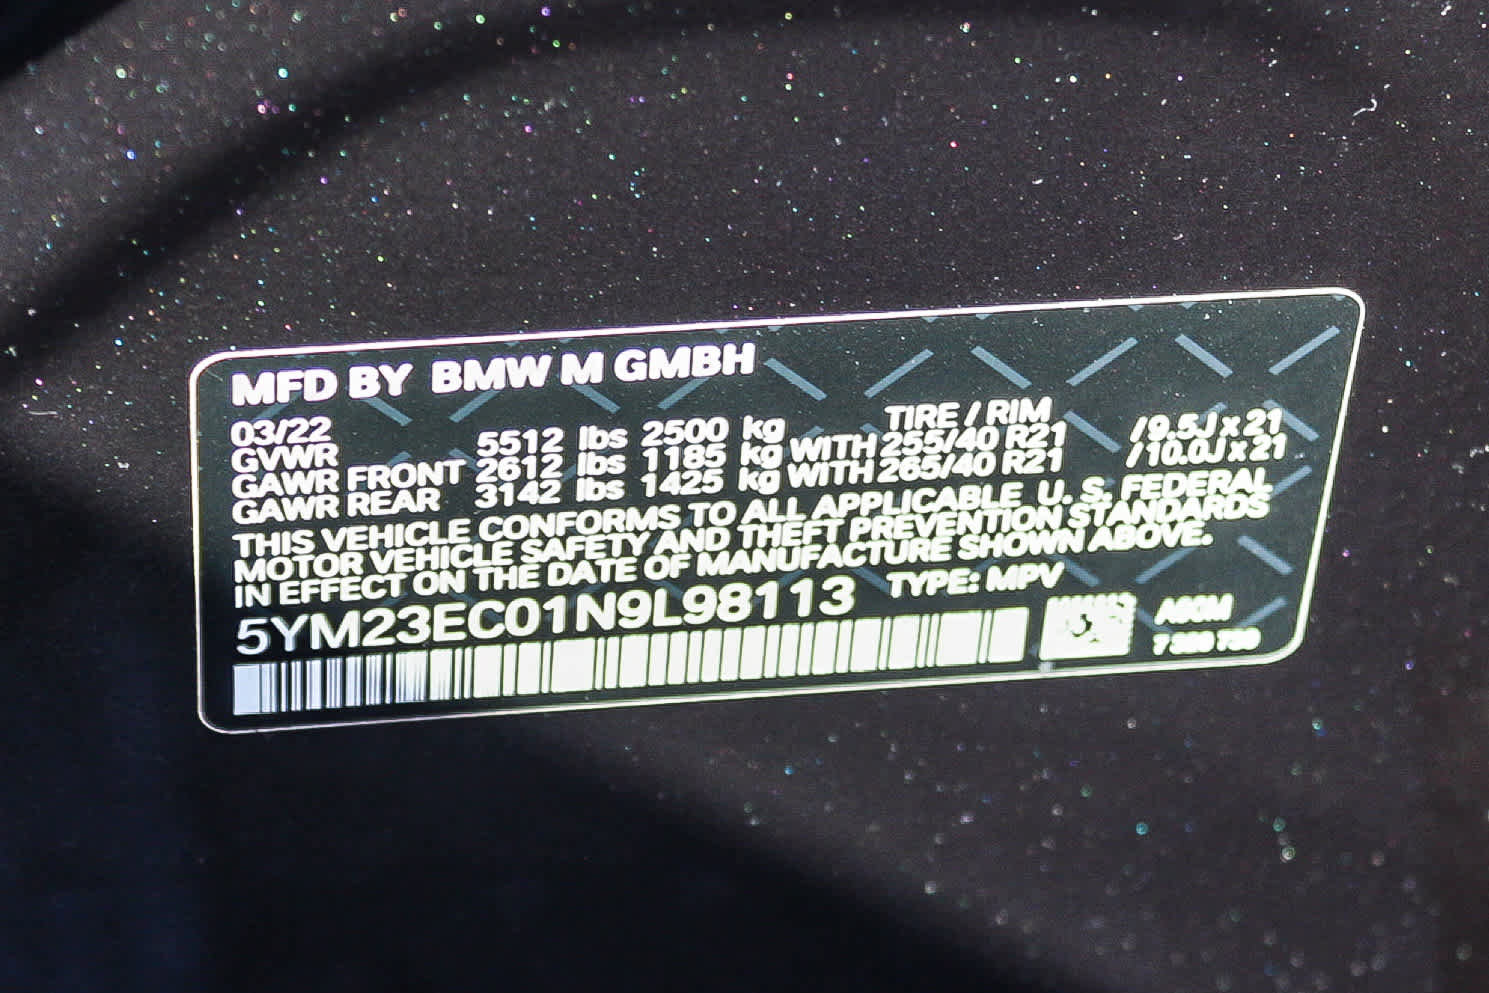 MFD BY BMW M GMBH
03/22 TIRE / RIM
GVWR 5512 lbs 2500 kg
GAWR FRONT 2612 lbs 1185 kg WITH 255/40 R21 /9.5J x 21
GAWR REAR 3142 lbs 1425 kg WITH 265/40 R21 /10.0J x 21
THIS VEHICLE CONFORMS TO ALL APPLICABLE U. S. FEDERAL
MOTOR VEHICLE SAFETY AND THEFT PREVENTION STANDARDS
IN EFFECT ON THE DATE OF MANUFACTURE SHOWN ABOVE.
5YM23EC01N9L98113 TYPE: MPV